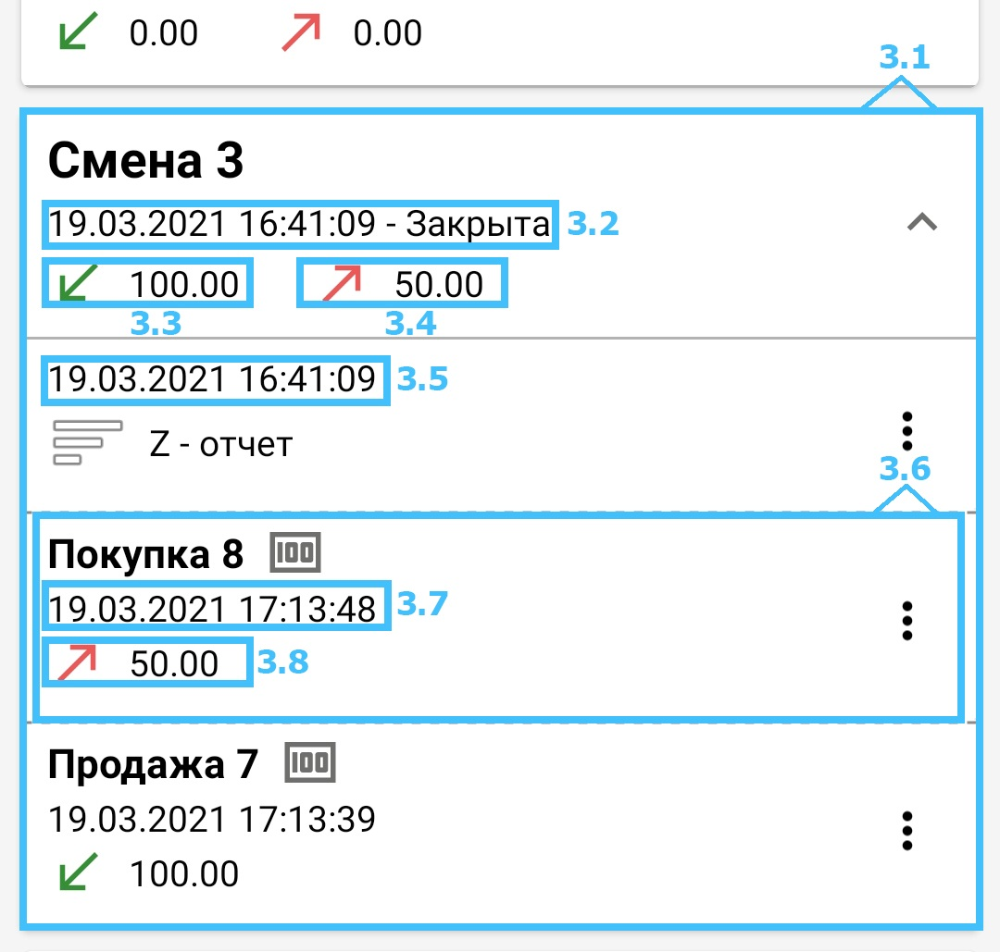 0.00 0.00
3.1
Смена 3
19.03.2021 16:41:09 - Закрыта 3.2
100.00 50.00
3.3 3.4
19.03.2021 16:41:09 3.5
Z - отчет
3.6
Покупка 8 100
19.03.2021 17:13:48 3.7
50.00 3.8
Продажа 7 100
19.03.2021 17:13:39
100.00